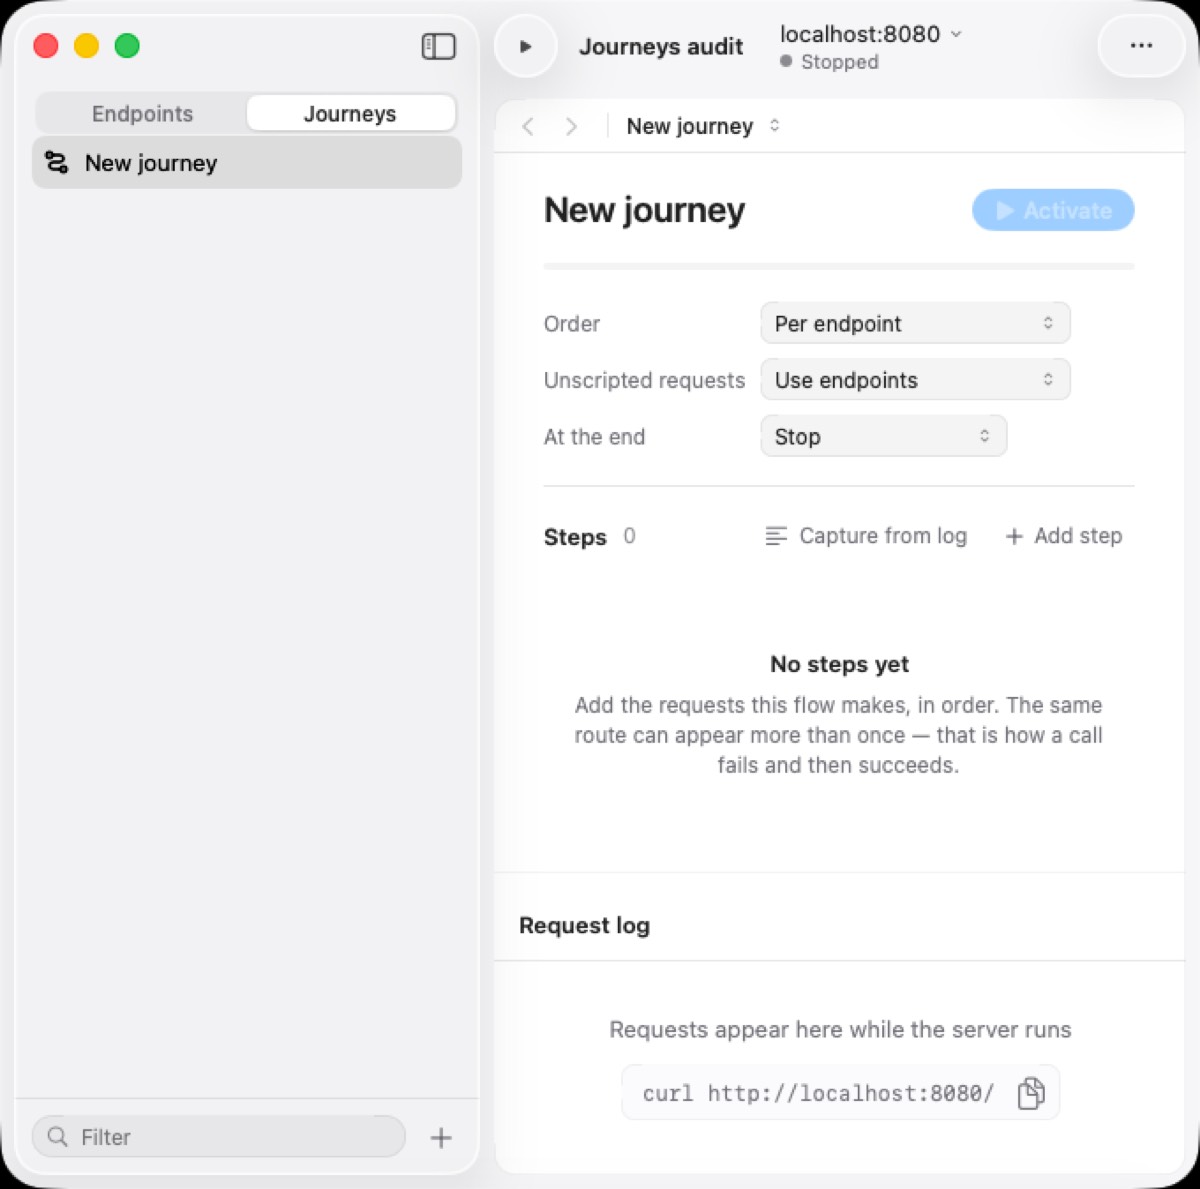 Endpoints
Journeys
New journey
Filter
Journeys audit
localhost:8080
Stopped
New journey
New journey
Activate
Order
Per endpoint
Unscripted requests
Use endpoints
At the end
Stop
Steps 0
Capture from log
Add step
No steps yet
Add the requests this flow makes, in order. The same
route can appear more than once — that is how a call
fails and then succeeds.
Request log
Requests appear here while the server runs
curl http://localhost:8080/